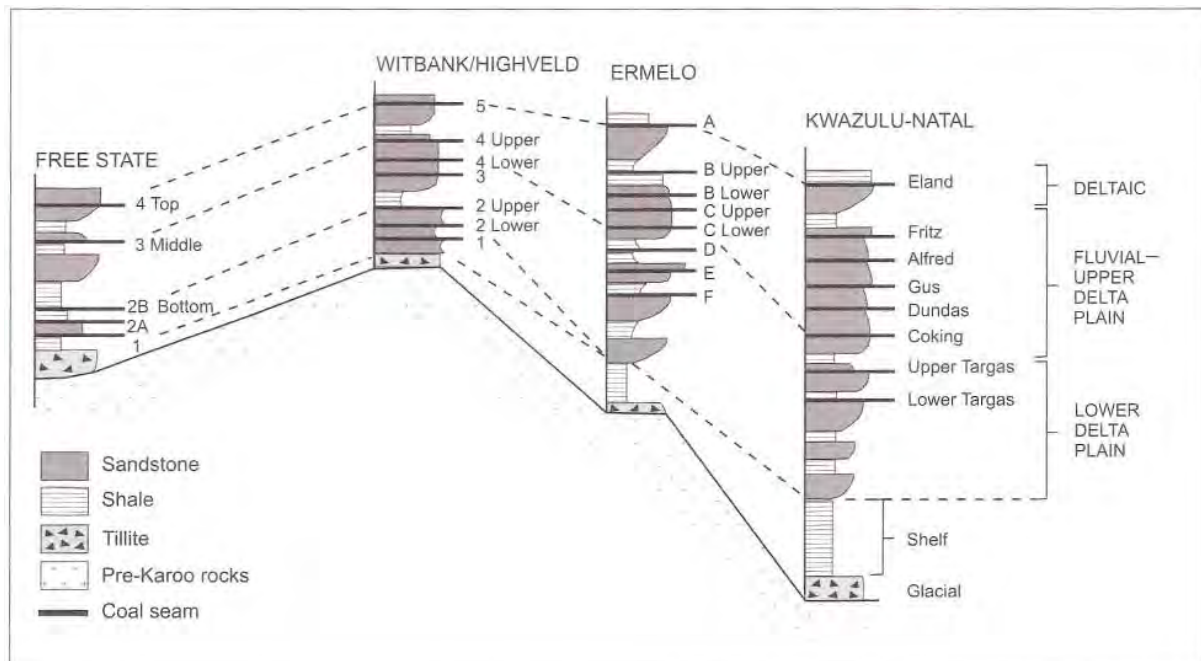 FREE STATE
4 Top
3 Middle
2B Bottom
2A
1
WITBANK/HIGHVELD
5
4 Upper
4 Lower
3
2 Upper
2 Lower
1
ERMELO
A
B Upper
B Lower
C Upper
C Lower
D
E
F
KWAZULU-NATAL
Eland
Fritz
Alfred
Gus
Dundas
Coking
Upper Targas
Lower Targas
Shelf
Glacial
DELTAIC
FLUVIAL—
UPPER
DELTA
PLAIN
LOWER
DELTA
PLAIN
Sandstone
Shale
Tillite
Pre-Karoo rocks
Coal seam